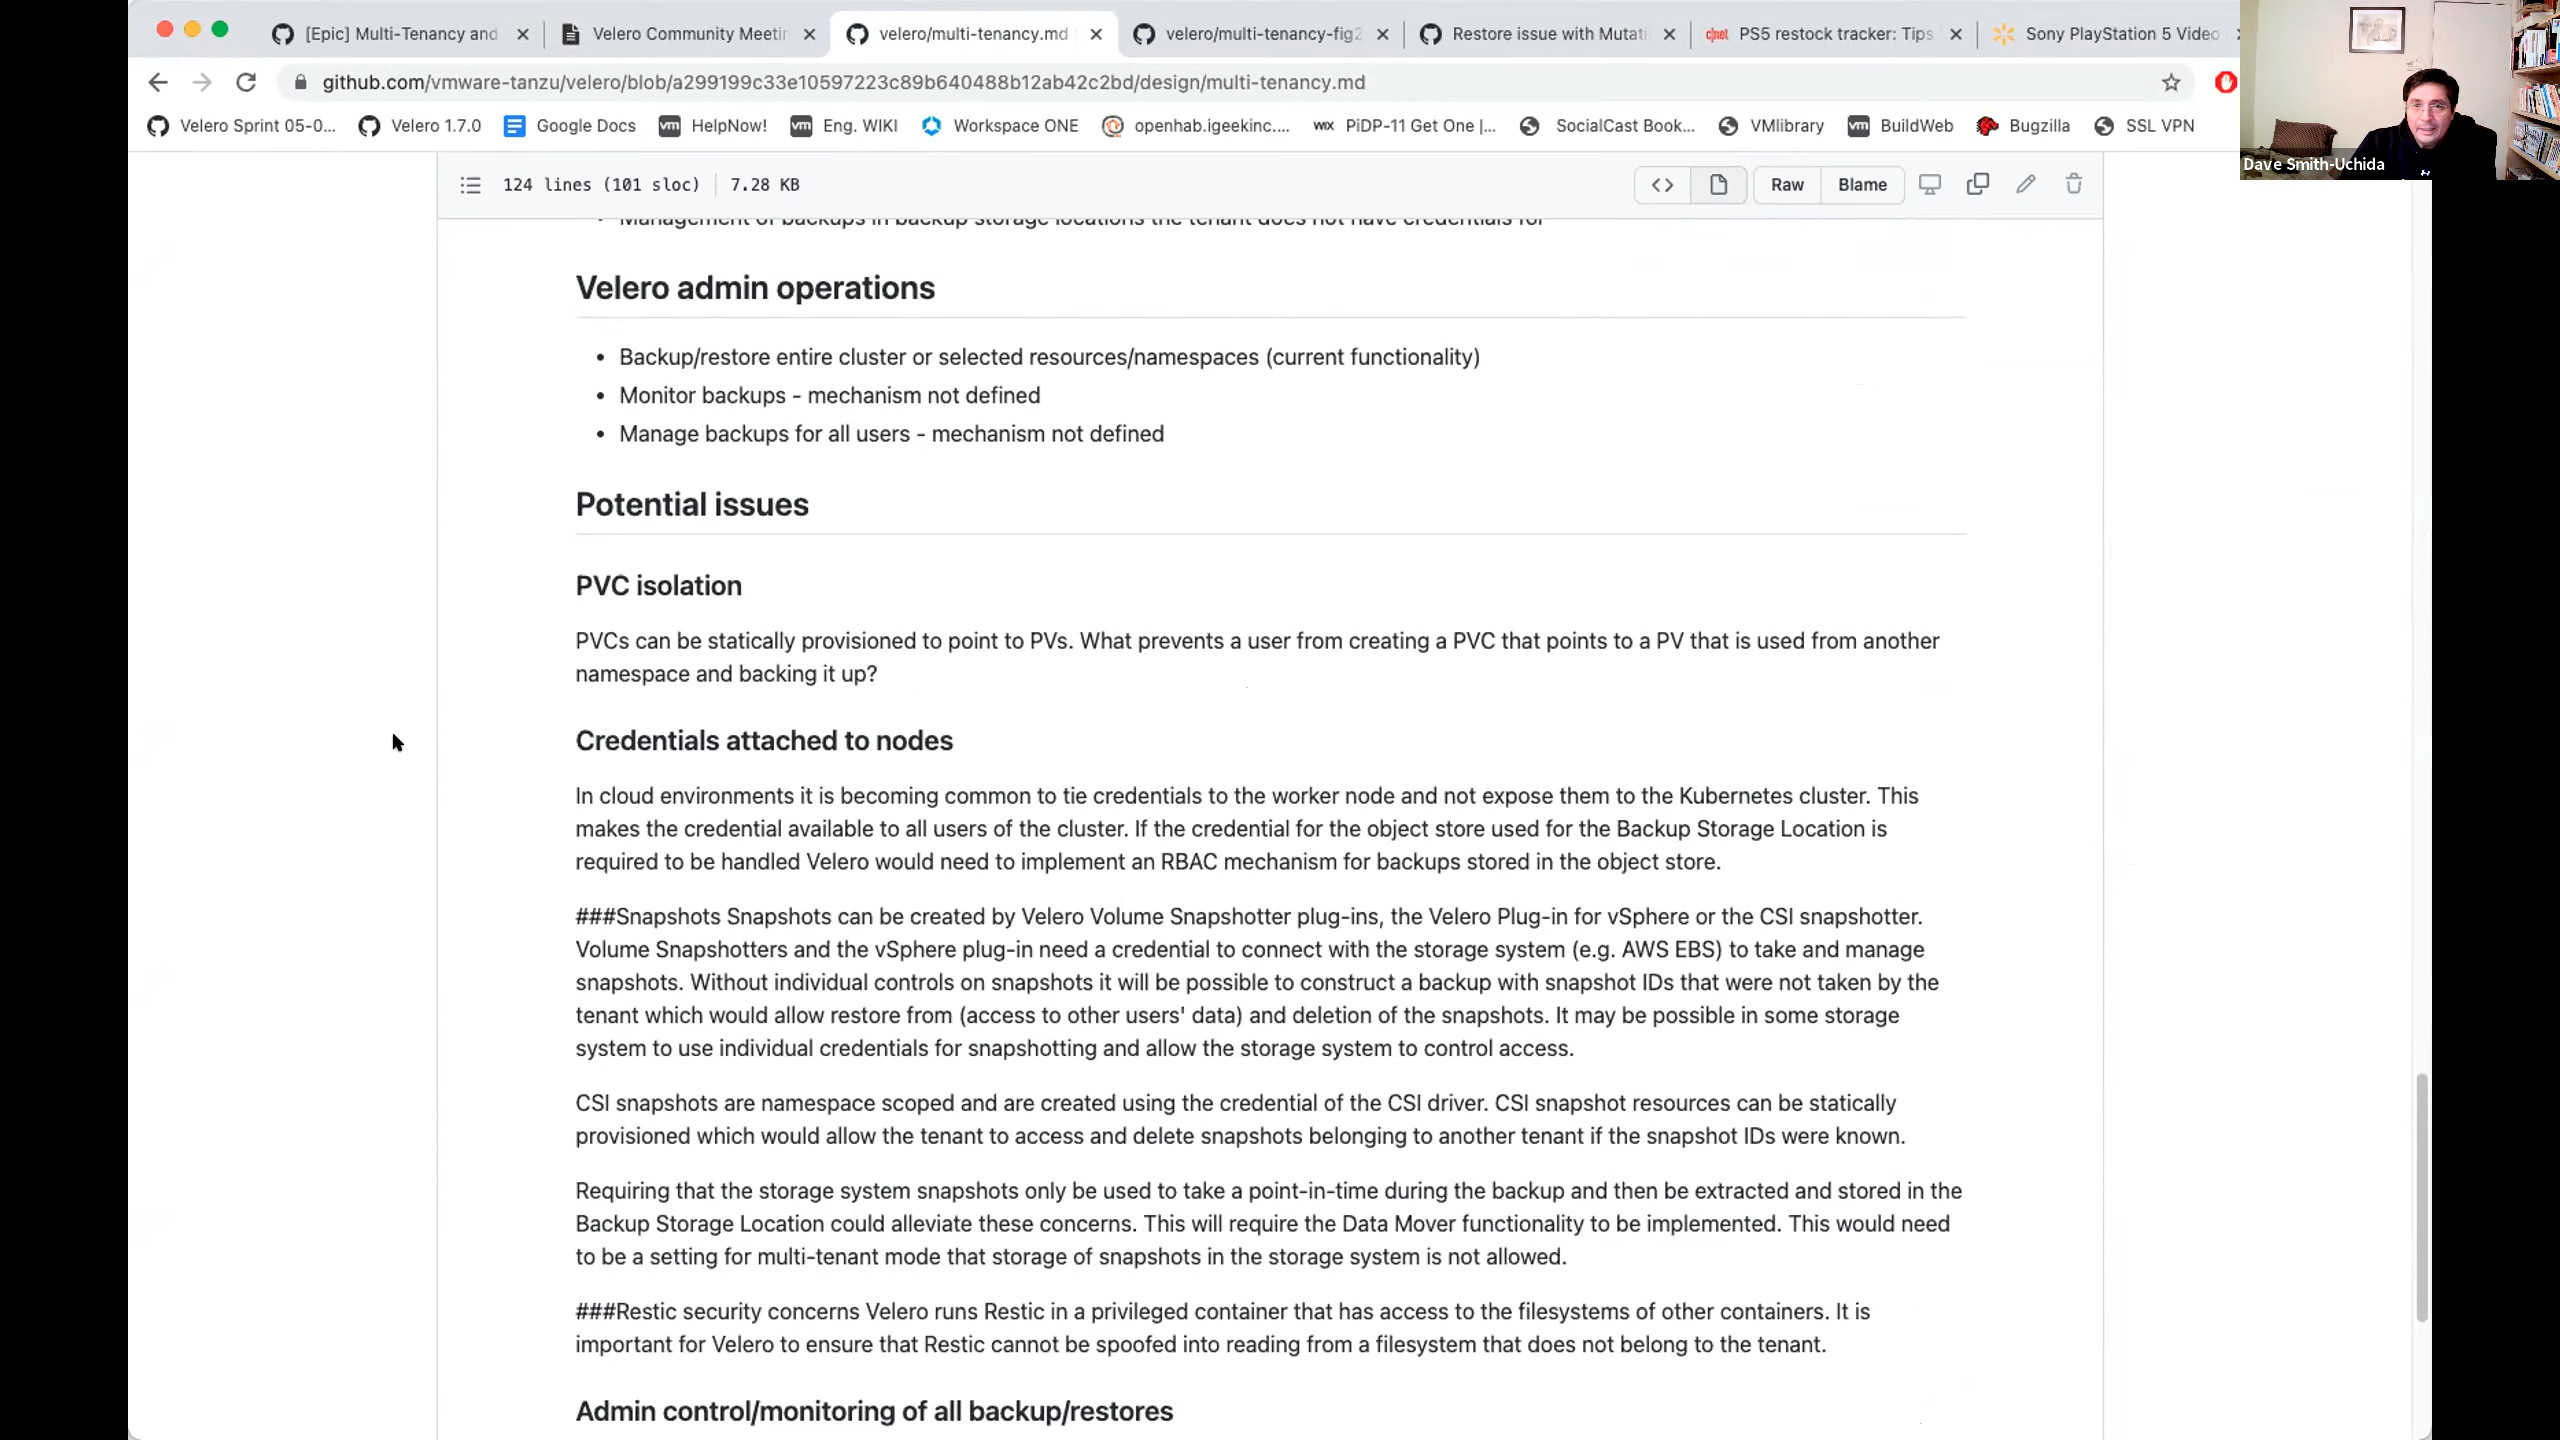 [Epic] Multi-Tenancy and
Velero Community Meetin
velero/multi-tenancy.md
velero/multi-tenancy-fig2
Restore issue with Mutati
c|net PS5 restock tracker: Tips
Sony PlayStation 5 Video
github.com/vmware-tanzu/velero/blob/a299199c33e10597223c89b640488b12ab42c2bd/design/multi-tenancy.md
Velero Sprint 05-0... Velero 1.7.0 Google Docs vm HelpNow! vm Eng. WIKI Workspace ONE openhab.igeekinc.... WIX PiDP-11 Get One |... SocialCast Book... VMlibrary vm BuildWeb Bugzilla SSL VPN
Dave Smith-Uchida
124 lines (101 sloc) 7.28 KB
<> Raw Blame
Management of backups in backup storage locations the tenant does not have credentials for
Velero admin operations
• Backup/restore entire cluster or selected resources/namespaces (current functionality)
• Monitor backups - mechanism not defined
• Manage backups for all users - mechanism not defined
Potential issues
PVC isolation
PVCs can be statically provisioned to point to PVs. What prevents a user from creating a PVC that points to a PV that is used from another
namespace and backing it up?
Credentials attached to nodes
In cloud environments it is becoming common to tie credentials to the worker node and not expose them to the Kubernetes cluster. This
makes the credential available to all users of the cluster. If the credential for the object store used for the Backup Storage Location is
required to be handled Velero would need to implement an RBAC mechanism for backups stored in the object store.
###Snapshots Snapshots can be created by Velero Volume Snapshotter plug-ins, the Velero Plug-in for vSphere or the CSI snapshotter.
Volume Snapshotters and the vSphere plug-in need a credential to connect with the storage system (e.g. AWS EBS) to take and manage
snapshots. Without individual controls on snapshots it will be possible to construct a backup with snapshot IDs that were not taken by the
tenant which would allow restore from (access to other users' data) and deletion of the snapshots. It may be possible in some storage
system to use individual credentials for snapshotting and allow the storage system to control access.
CSI snapshots are namespace scoped and are created using the credential of the CSI driver. CSI snapshot resources can be statically
provisioned which would allow the tenant to access and delete snapshots belonging to another tenant if the snapshot IDs were known.
Requiring that the storage system snapshots only be used to take a point-in-time during the backup and then be extracted and stored in the
Backup Storage Location could alleviate these concerns. This will require the Data Mover functionality to be implemented. This would need
to be a setting for multi-tenant mode that storage of snapshots in the storage system is not allowed.
###Restic security concerns Velero runs Restic in a privileged container that has access to the filesystems of other containers. It is
important for Velero to ensure that Restic cannot be spoofed into reading from a filesystem that does not belong to the tenant.
Admin control/monitoring of all backup/restores